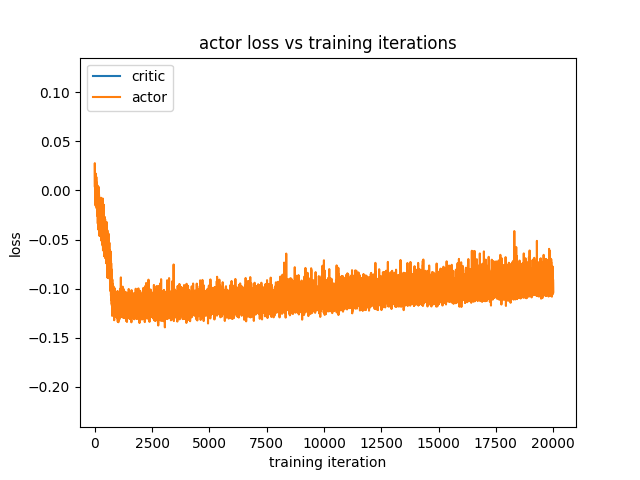 actor loss vs training iterations
critic
actor
0.10
0.05
0.00
−0.05
−0.10
−0.15
−0.20
loss
0 2500 5000 7500 10000 12500 15000 17500 20000
training iteration